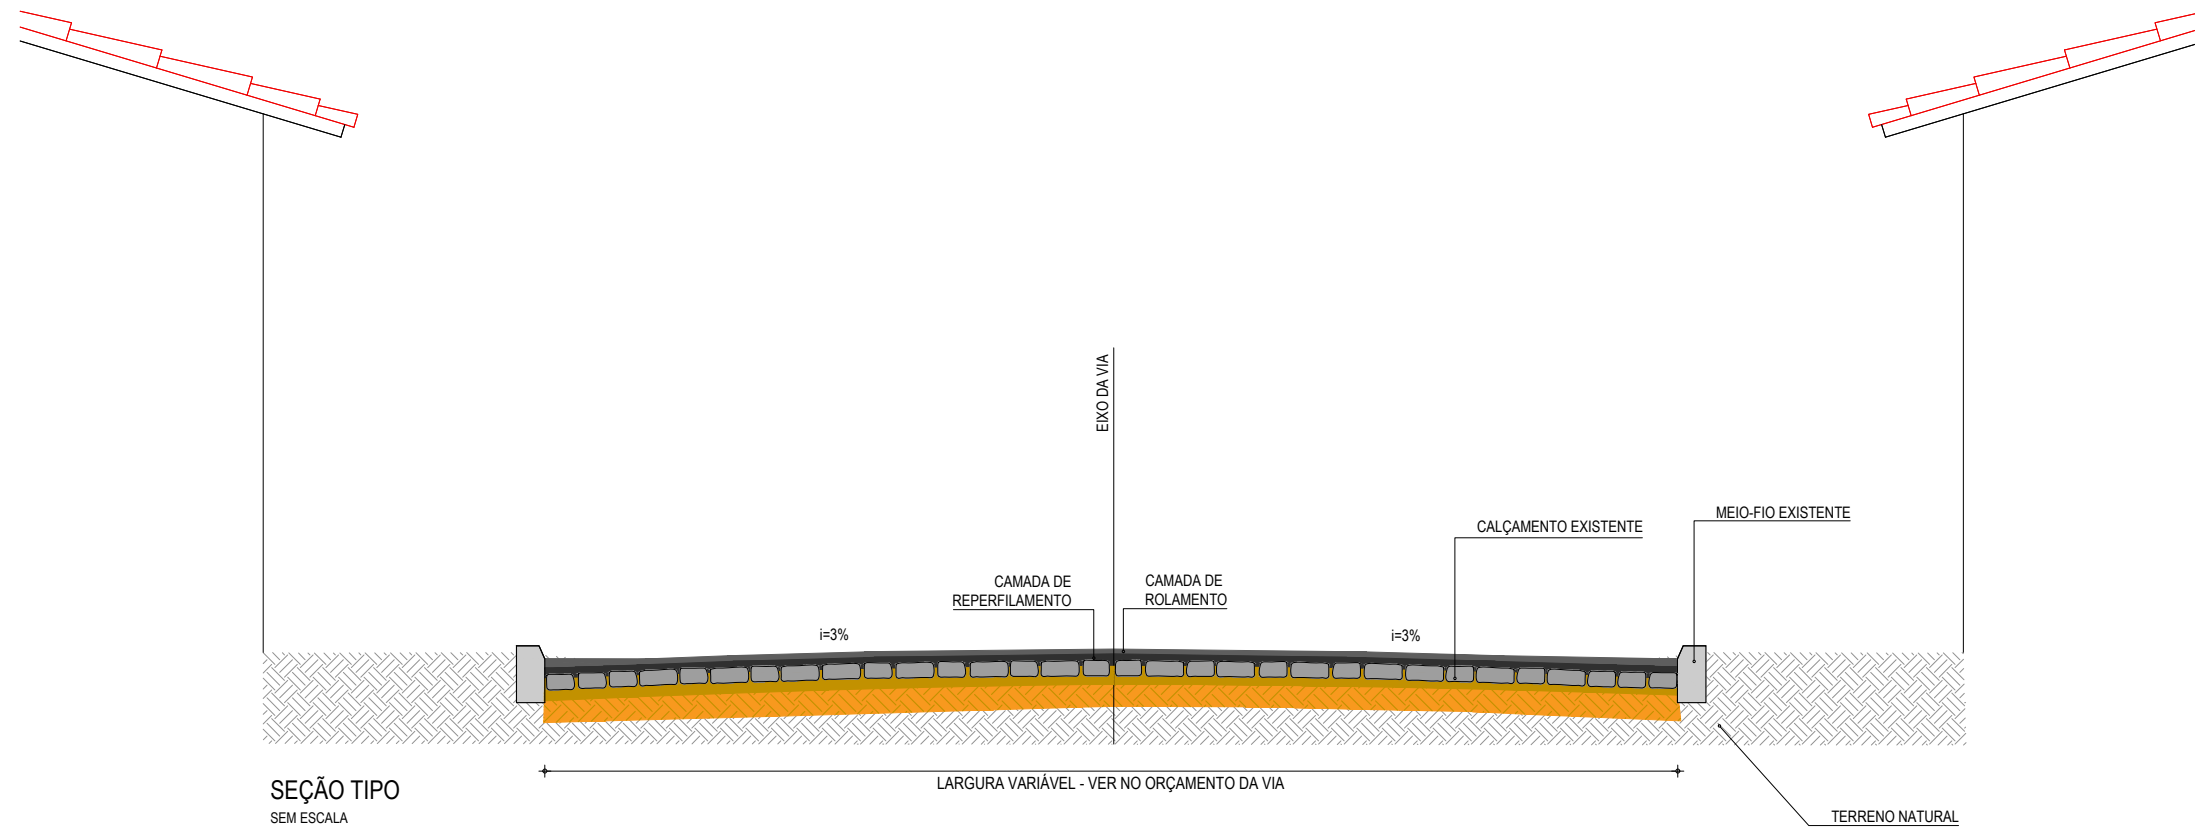 EIXO DA VIA
MEIO-FIO EXISTENTE
CALÇAMENTO EXISTENTE
CAMADA DE
REPERFILAMENTO
CAMADA DE
ROLAMENTO
i=3%
i=3%
LARGURA VARIÁVEL - VER NO ORÇAMENTO DA VIA
SEÇÃO TIPO
SEM ESCALA
TERRENO NATURAL